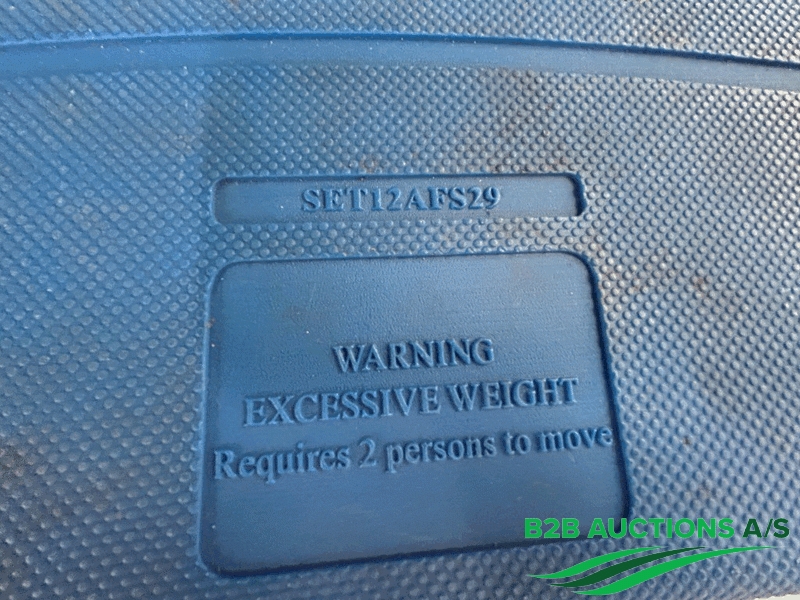 SET12AFS29
WARNING
EXCESSIVE WEIGHT
Requires 2 persons to move
B2B AUCTIONS A/S